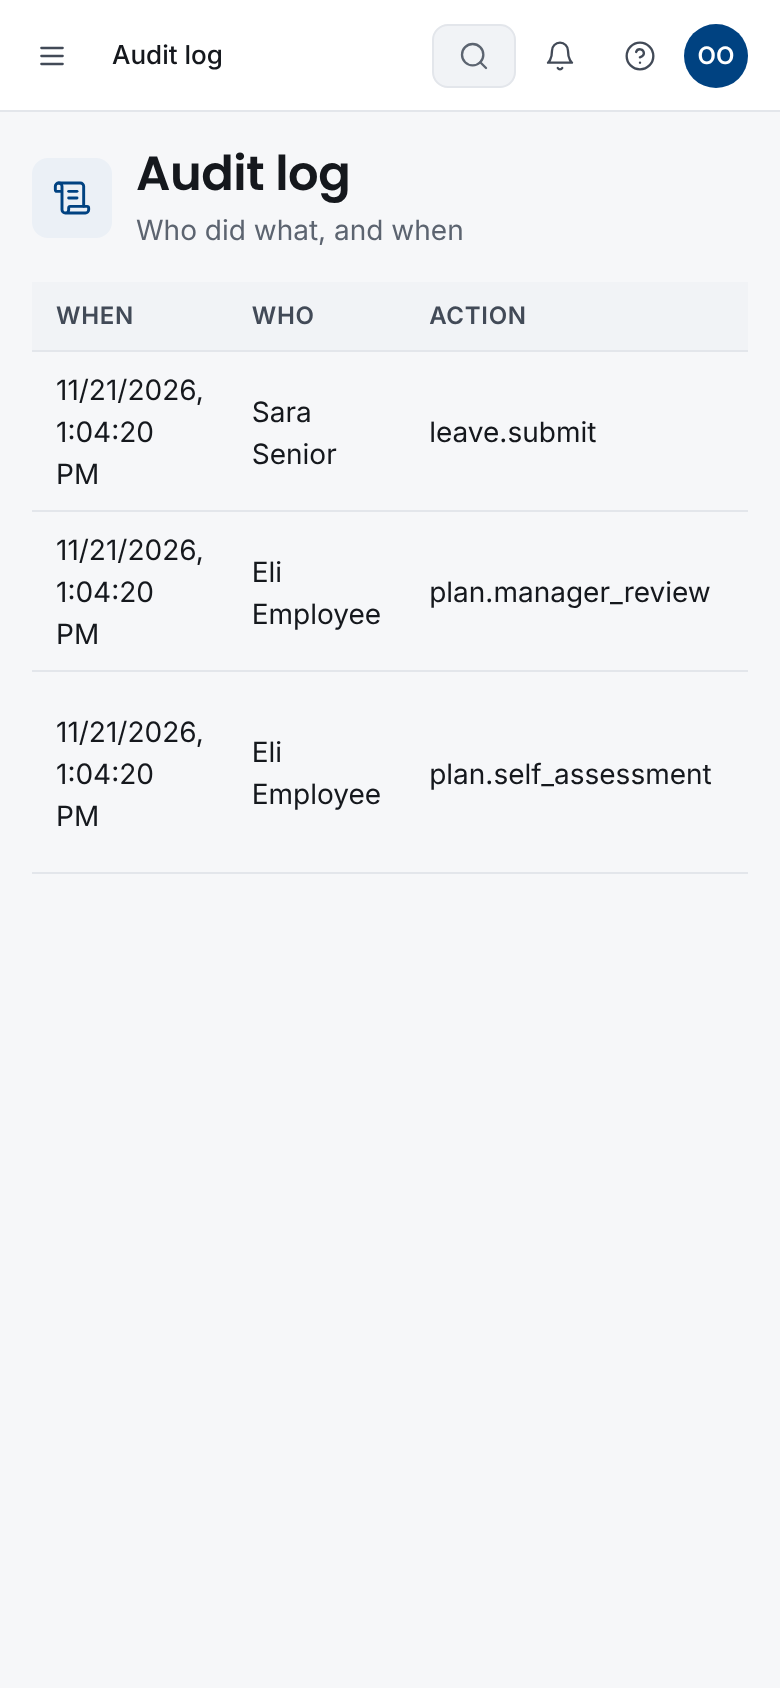 Audit log
OO
Audit log
Who did what, and when
WHEN WHO ACTION
11/21/2026,
1:04:20
PM
Sara
Senior
leave.submit
11/21/2026,
1:04:20
PM
Eli
Employee
plan.manager_review
11/21/2026,
1:04:20
PM
Eli
Employee
plan.self_assessment